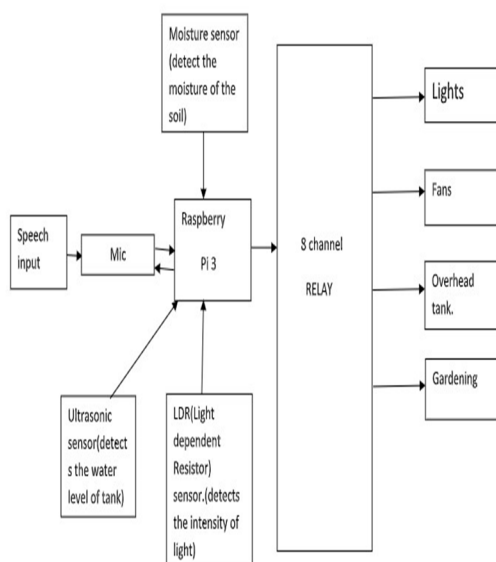 Moisture sensor
(detect the
moisture of the
soil)
Lights
Raspberry
Pi 3
Fans
Speech
input
Mic
8 channel
RELAY
Overhead
tank.
Gardening
Ultrasonic
sensor(detect
s the water
level of tank)
LDR(Light
dependent
Resistor)
sensor.(detects
the intensity of
light)